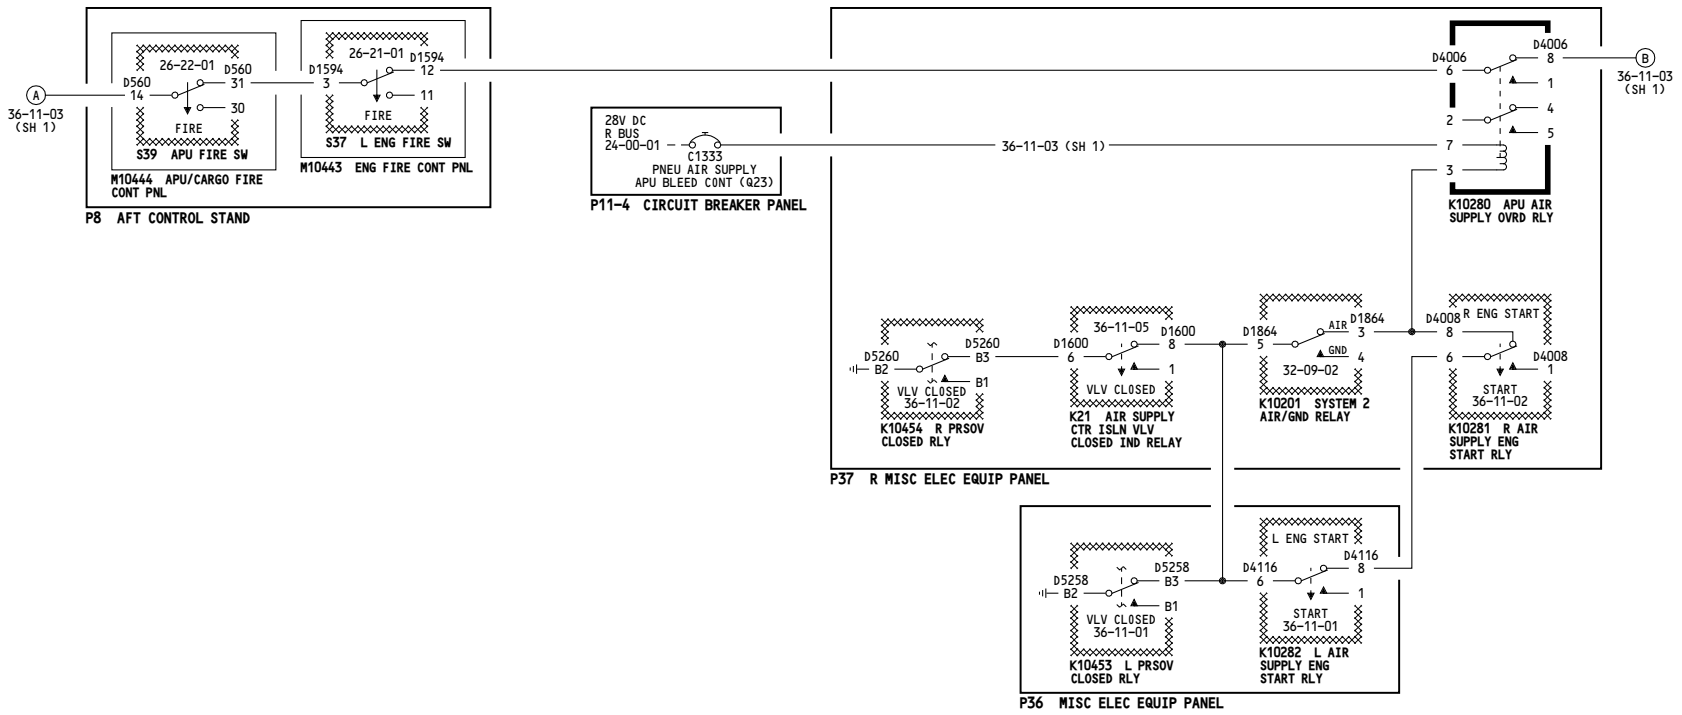 A
36-11-03
(SH 1)
D560
14
26-22-01
D560
31
30
FIRE
S39 APU FIRE SW
M10444 APU/CARGO FIRE
CONT PNL
D1594
3
26-21-01
D1594
12
11
FIRE
S37 L ENG FIRE SW
M10443 ENG FIRE CONT PNL
P8 AFT CONTROL STAND
28V DC
R BUS
24-00-01
C1333
PNEU AIR SUPPLY
APU BLEED CONT (Q23)
P11-4 CIRCUIT BREAKER PANEL
36-11-03 (SH 1)
D4006
6
2
7
3
D4006
8
1
4
5
K10280 APU AIR
SUPPLY OVRD RLY
B
36-11-03
(SH 1)
D5260
B2
D5260
B3
B1
VLV CLOSED
36-11-02
K10454 R PRSOV
CLOSED RLY
D1600
6
36-11-05
D1600
8
1
VLV CLOSED
K21 AIR SUPPLY
CTR ISLN VLV
CLOSED IND RELAY
D1864
5
AIR
D1864
3
GND
4
32-09-02
K10201 SYSTEM 2
AIR/GND RELAY
D4008
8
6
R ENG START
D4008
1
START
36-11-02
K10281 R AIR
SUPPLY ENG
START RLY
P37 R MISC ELEC EQUIP PANEL
D5258
B2
D5258
B3
B1
VLV CLOSED
36-11-01
K10453 L PRSOV
CLOSED RLY
D4116
6
L ENG START
D4116
8
1
START
36-11-01
K10282 L AIR
SUPPLY ENG
START RLY
P36 MISC ELEC EQUIP PANEL